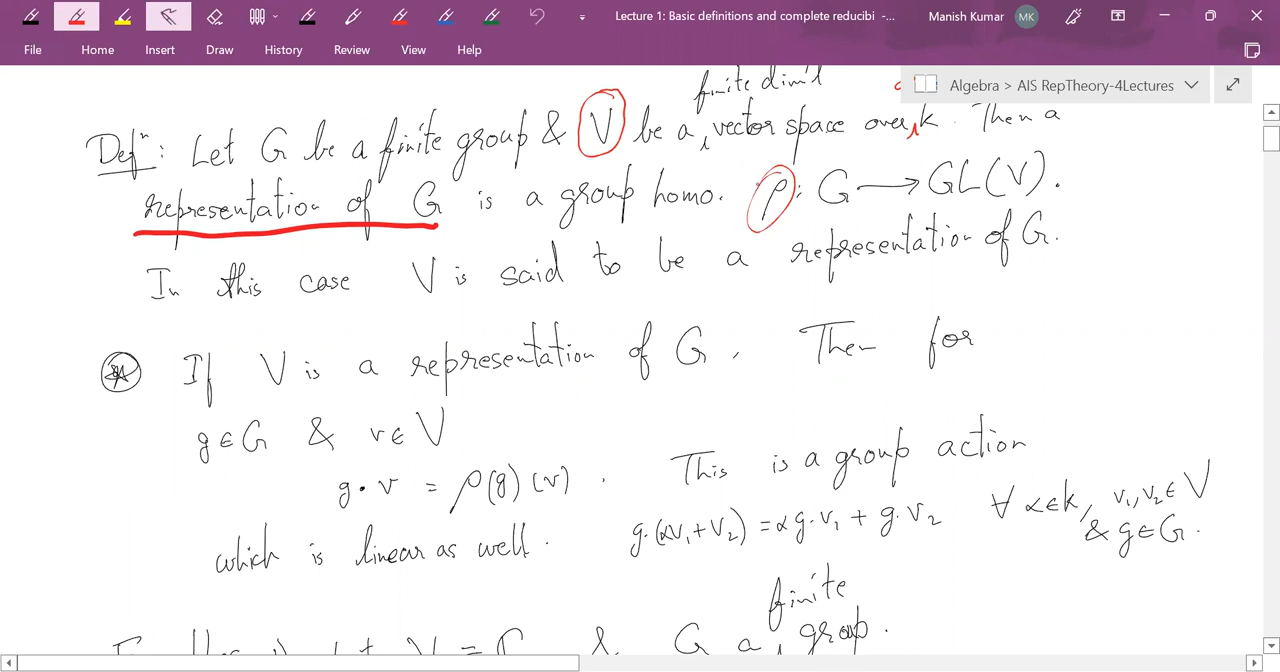 Lecture 1: Basic definitions and complete reducibi -...
Manish Kumar
MK
File Home Insert Draw History Review View Help
Algebra > AIS RepTheory-4Lectures
finite dim'l
Defⁿ: Let G be a finite group & V be a, vector space over k. Then a
representation of G is a group homo. ρ: G → GL(V).
In this case V is said to be a representation of G.
If V is a representation of G. Then for
g ∈ G & v ∈ V
g • v = ρ(g)(v). This is a group action
which is linear as well. g.(αv₁+v₂) = αg.v₁ + g.v₂ ∀ α∈k, v₁,v₂ ∈ V
& g∈G.
finite
G a, group.